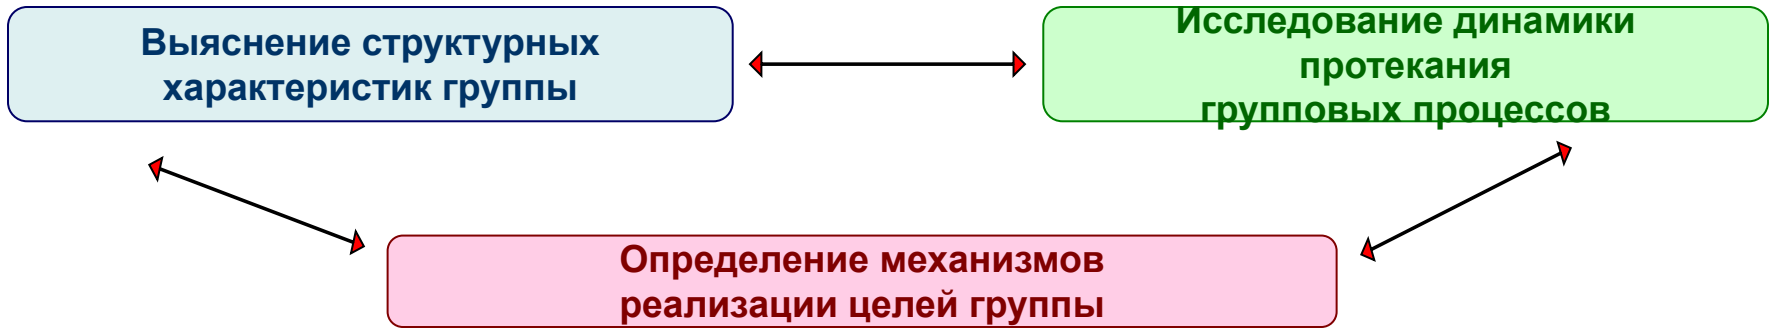 Выяснение структурных
характеристик группы
Исследование динамики
протекания
групповых процессов
Определение механизмов
реализации целей группы